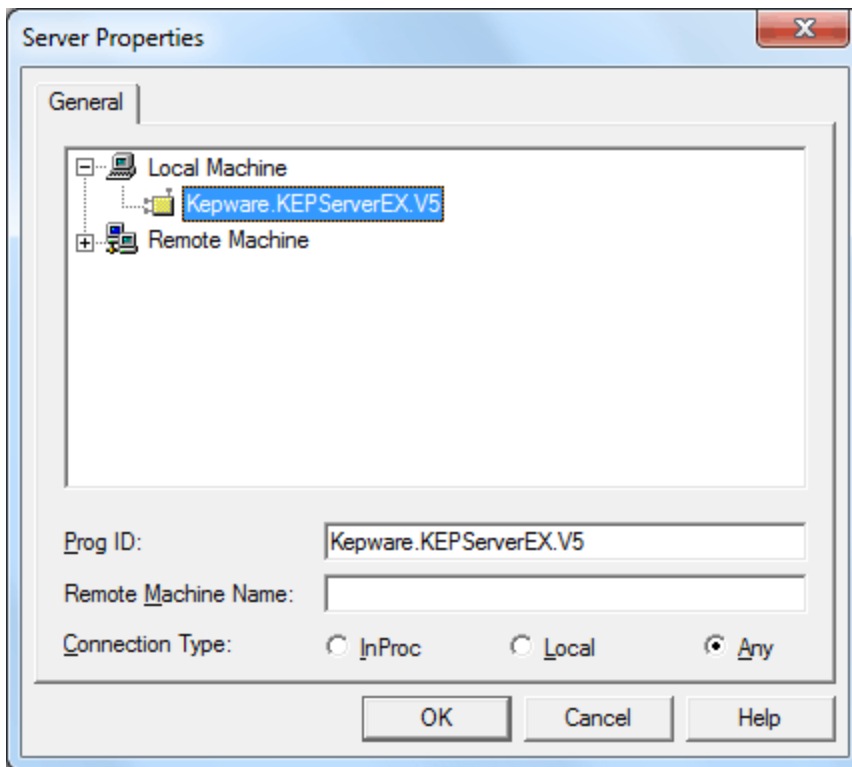 Server Properties
General
Local Machine
Kepware.KEPServerEX.V5
Remote Machine
Prog ID: Kepware.KEPServerEX.V5
Remote Machine Name:
Connection Type: InProc Local Any
OK Cancel Help